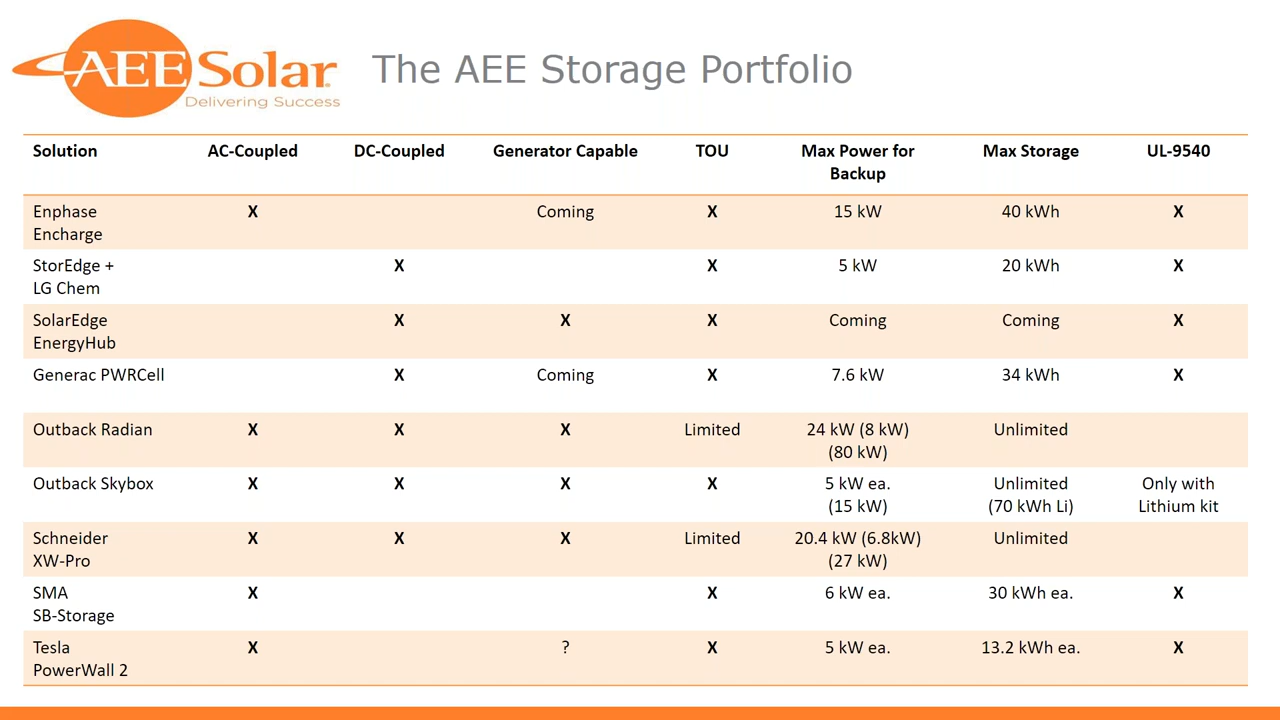 AEE Solar
Delivering Success
The AEE Storage Portfolio
Solution AC-Coupled DC-Coupled Generator Capable TOU Max Power for Backup Max Storage UL-9540
Enphase Encharge X Coming X 15 kW 40 kWh X
StorEdge + LG Chem X X 5 kW 20 kWh X
SolarEdge EnergyHub X X X Coming Coming X
Generac PWRCell X Coming X 7.6 kW 34 kWh X
Outback Radian X X X Limited 24 kW (8 kW) (80 kW) Unlimited
Outback Skybox X X X X 5 kW ea. (15 kW) Unlimited (70 kWh Li) Only with Lithium kit
Schneider XW-Pro X X X Limited 20.4 kW (6.8kW) (27 kW) Unlimited
SMA SB-Storage X X 6 kW ea. 30 kWh ea. X
Tesla PowerWall 2 X ? X 5 kW ea. 13.2 kWh ea. X